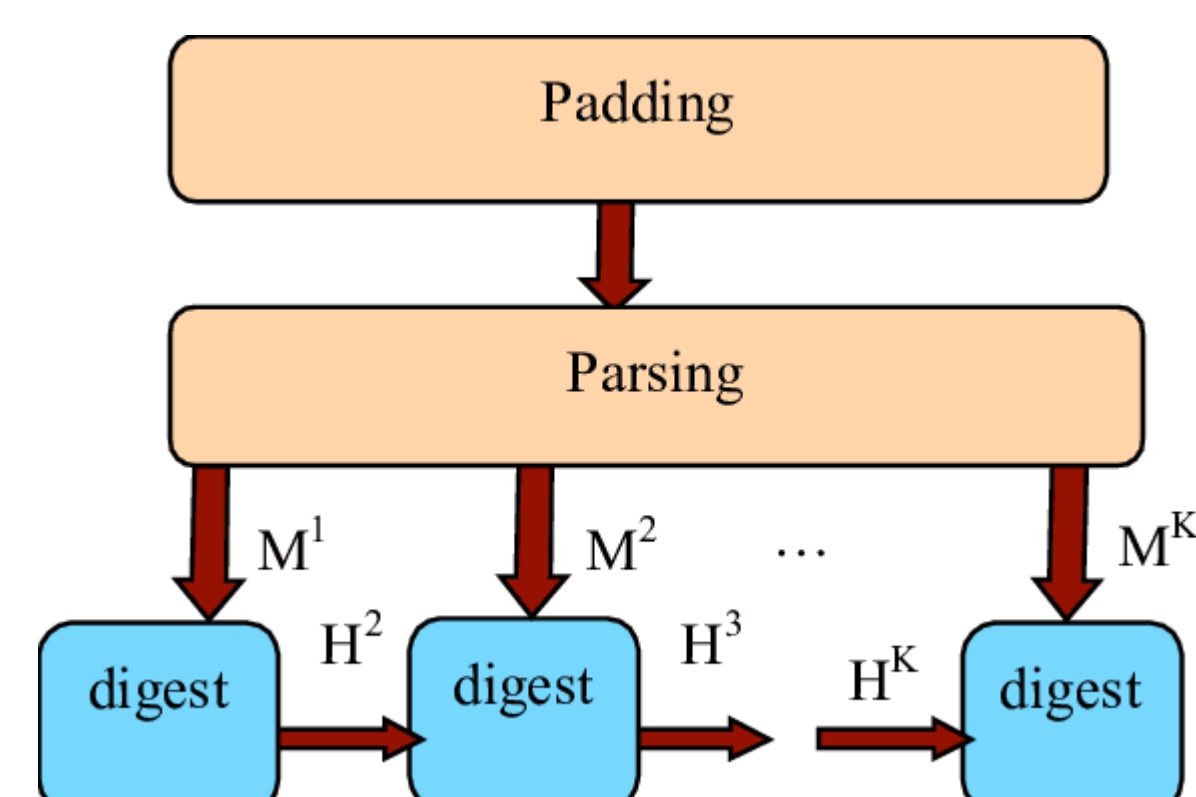 Padding
Parsing
M¹ M² … Mᴷ
H² H³ Hᴷ
digest digest digest